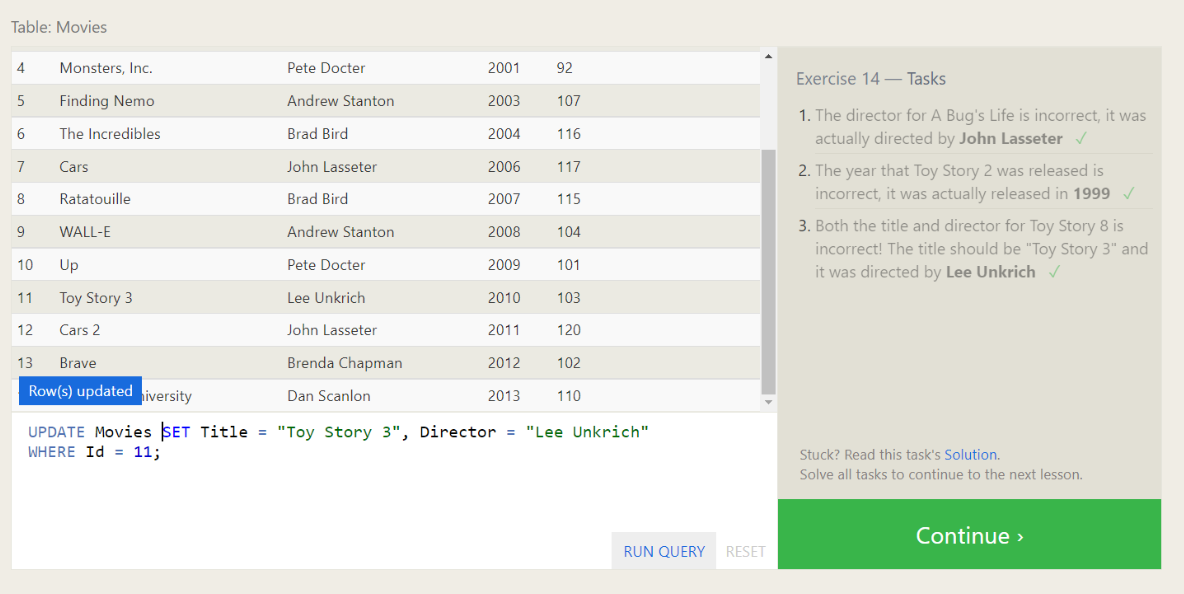 Table: Movies
4 Monsters, Inc. Pete Docter 2001 92
5 Finding Nemo Andrew Stanton 2003 107
6 The Incredibles Brad Bird 2004 116
7 Cars John Lasseter 2006 117
8 Ratatouille Brad Bird 2007 115
9 WALL-E Andrew Stanton 2008 104
10 Up Pete Docter 2009 101
11 Toy Story 3 Lee Unkrich 2010 103
12 Cars 2 John Lasseter 2011 120
13 Brave Brenda Chapman 2012 102
Row(s) updated
iversity Dan Scanlon 2013 110
UPDATE Movies SET Title = "Toy Story 3", Director = "Lee Unkrich"
WHERE Id = 11;
RUN QUERY RESET
Exercise 14 — Tasks
1. The director for A Bug's Life is incorrect, it was
actually directed by John Lasseter ✓
2. The year that Toy Story 2 was released is
incorrect, it was actually released in 1999 ✓
3. Both the title and director for Toy Story 8 is
incorrect! The title should be "Toy Story 3" and
it was directed by Lee Unkrich ✓
Stuck? Read this task's Solution.
Solve all tasks to continue to the next lesson.
Continue ›